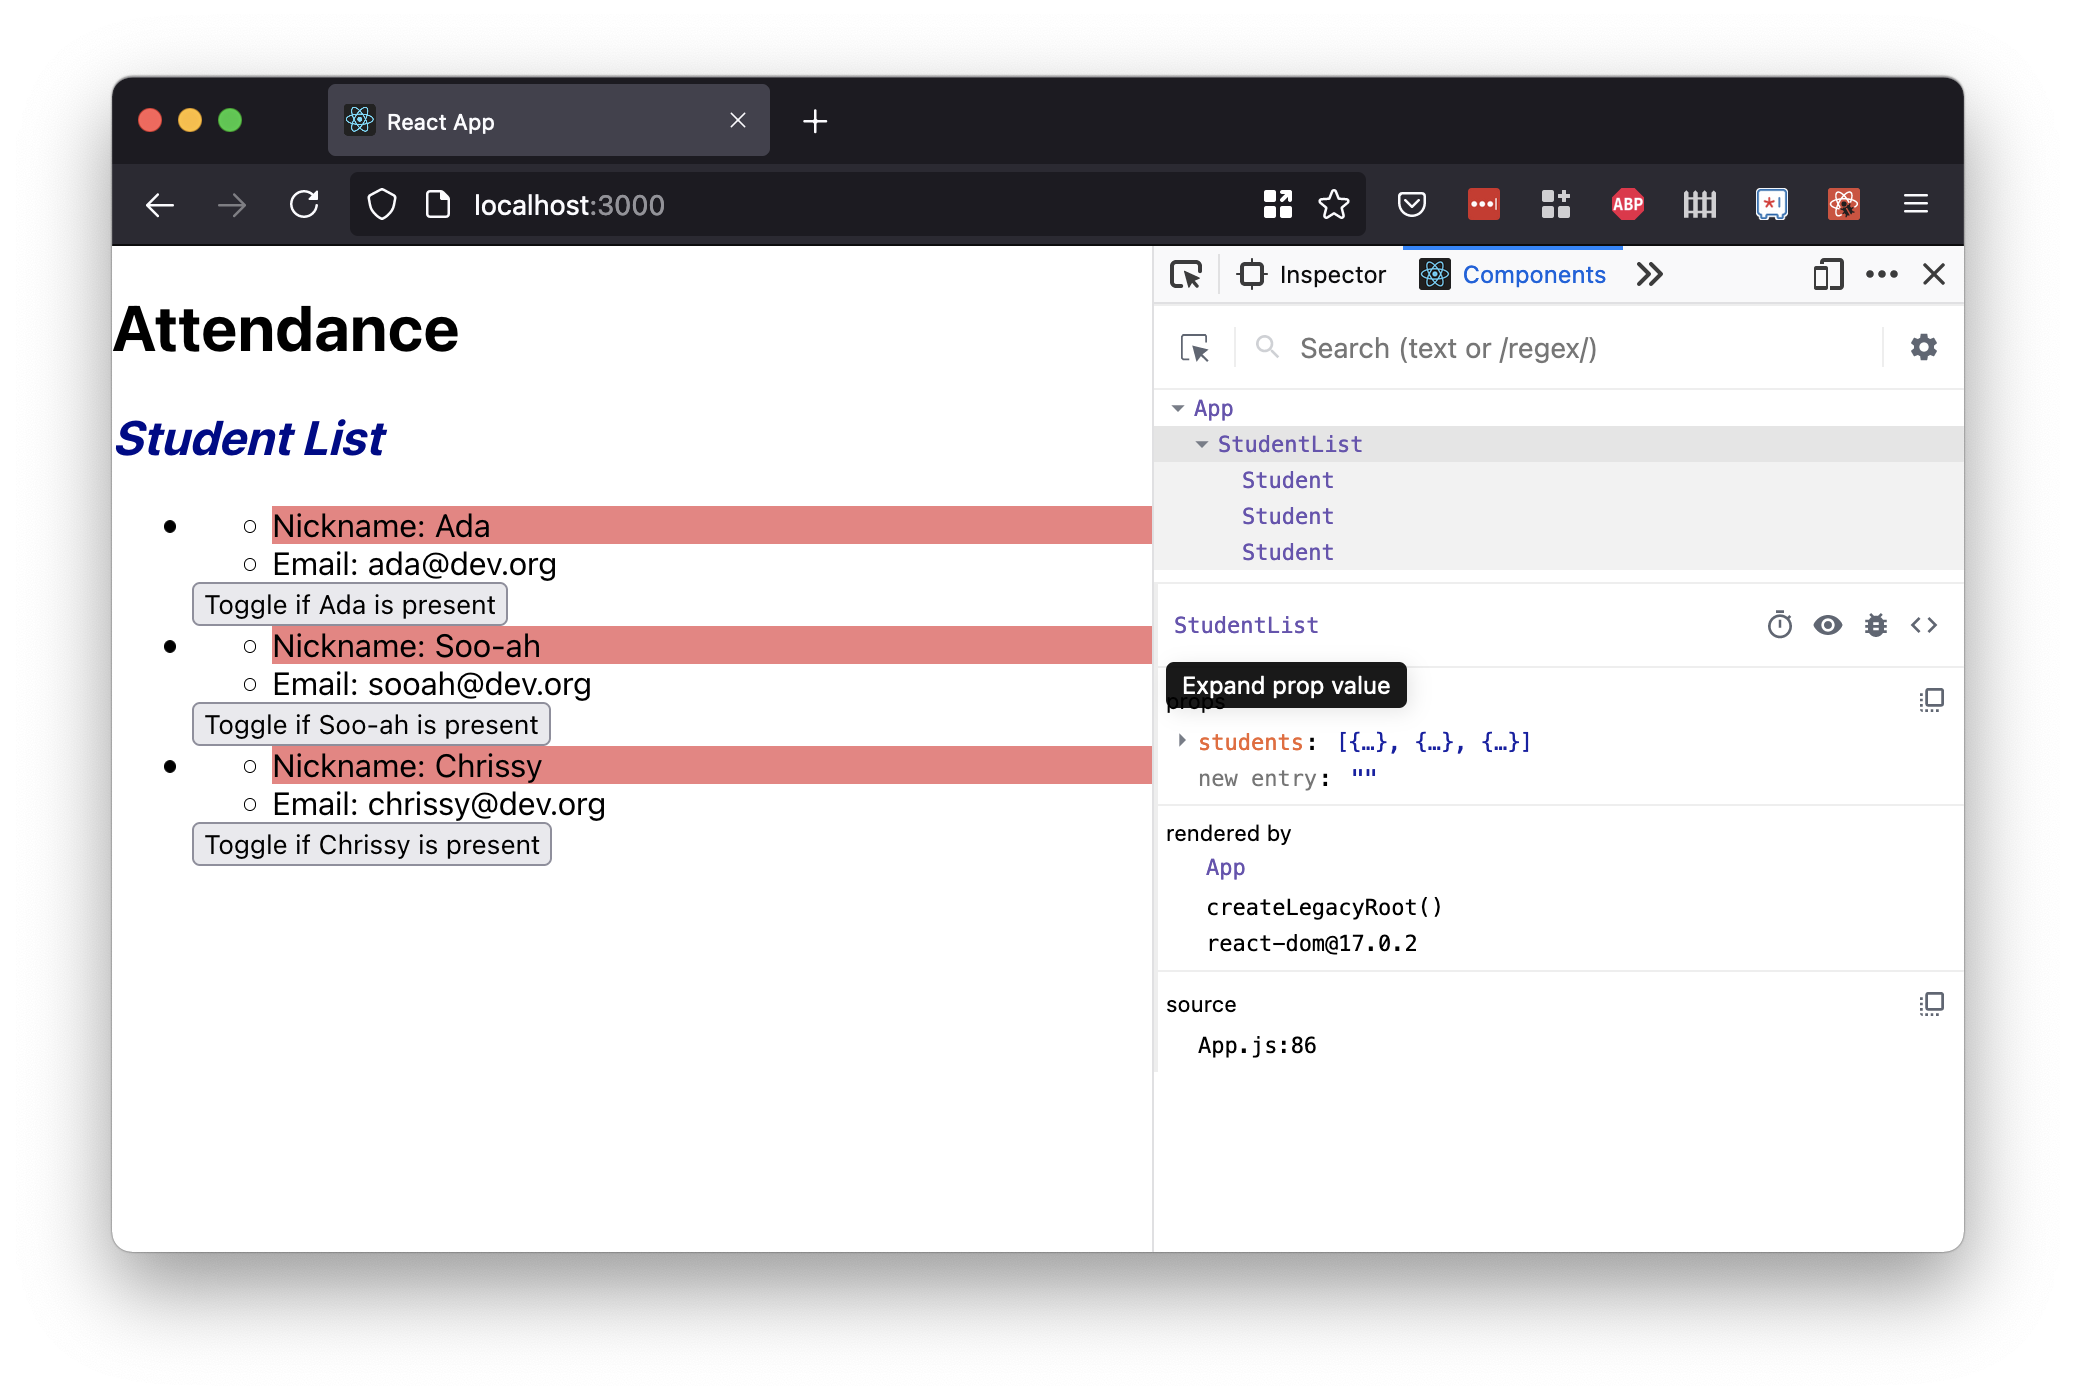 React App
localhost:3000
ABP
Attendance
Student List
Nickname: Ada
Email: ada@dev.org
Toggle if Ada is present
Nickname: Soo-ah
Email: sooah@dev.org
Toggle if Soo-ah is present
Nickname: Chrissy
Email: chrissy@dev.org
Toggle if Chrissy is present
Inspector
Components
Search (text or /regex/)
App
StudentList
Student
Student
Student
StudentList
Expand prop value
props
students: [{…}, {…}, {…}]
new entry: ""
rendered by
App
createLegacyRoot()
react-dom@17.0.2
source
App.js:86